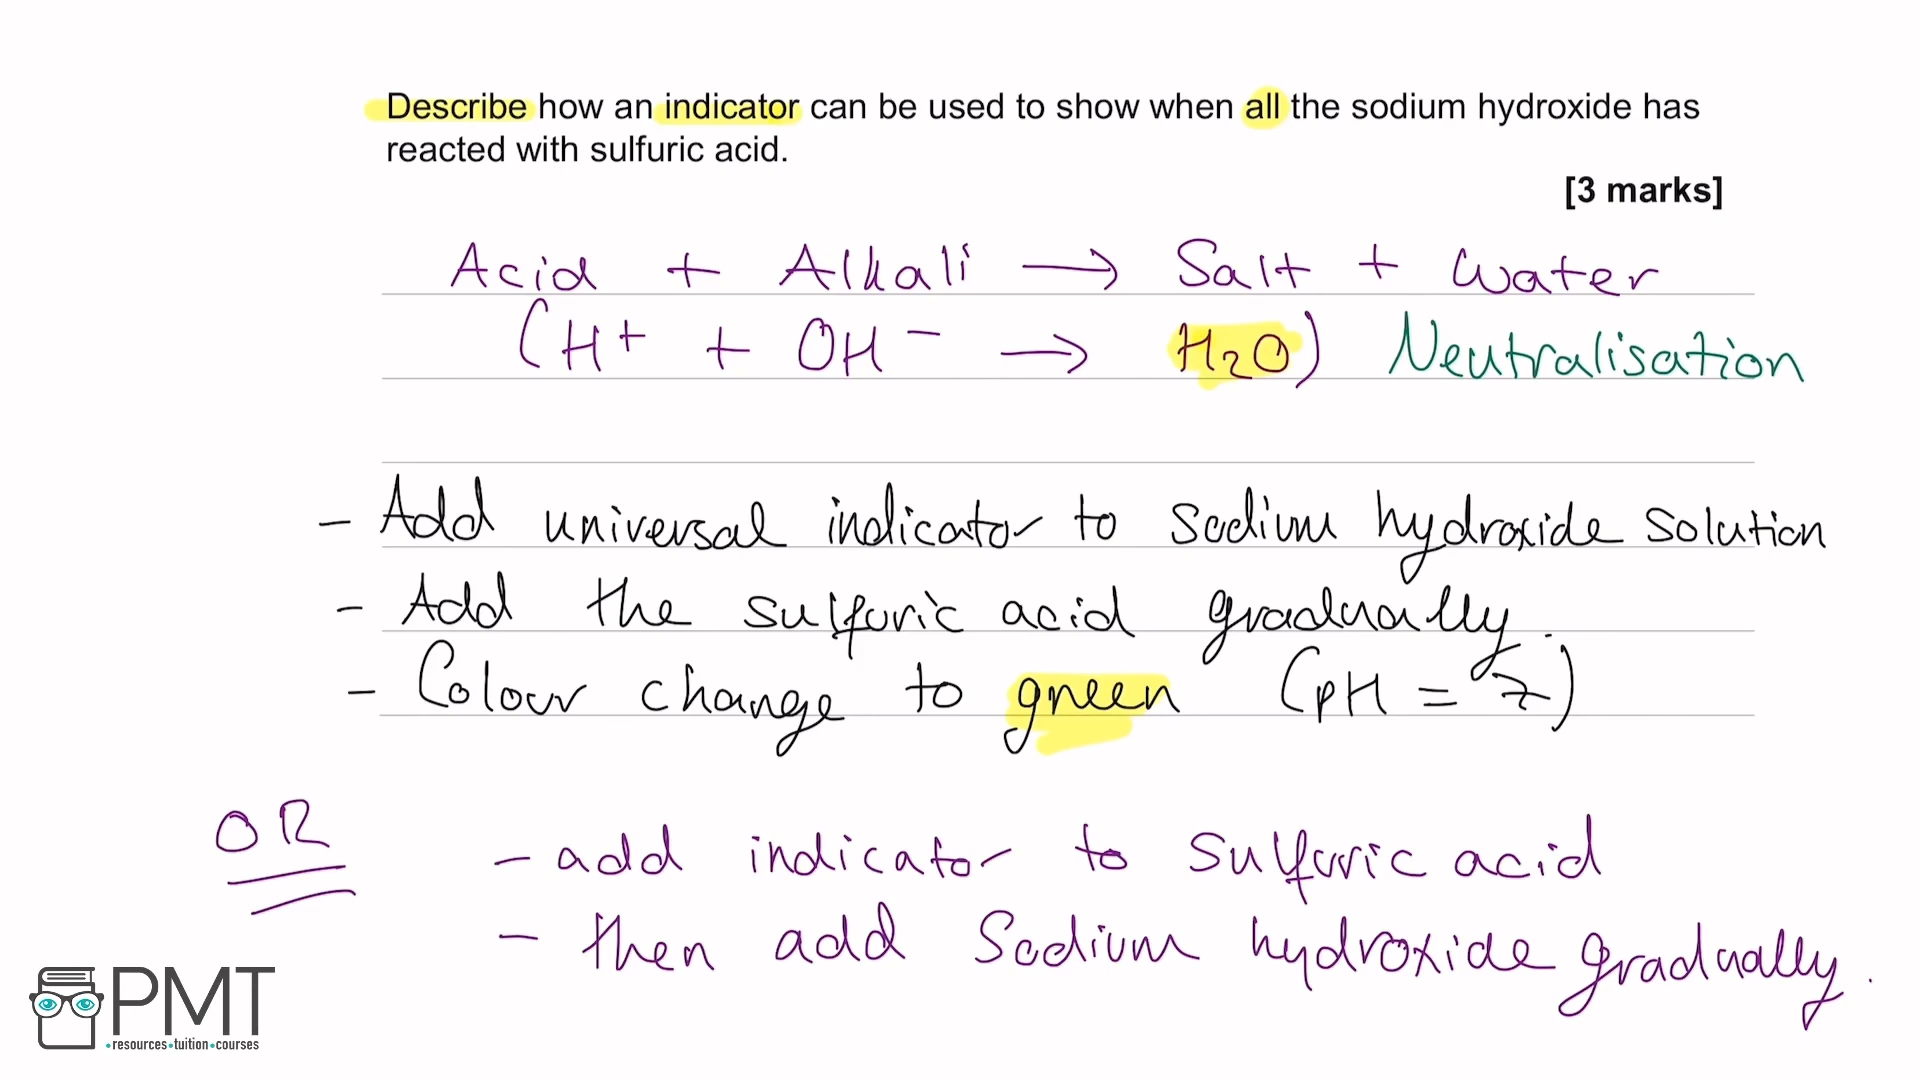 Describe how an indicator can be used to show when all the sodium hydroxide has
reacted with sulfuric acid.
[3 marks]
Acid + Alkali → Salt + Water
(H+ + OH⁻ → H2O) Neutralisation
- Add universal indicator to sodium hydroxide solution
- Add the sulfuric acid gradually.
- Colour change to green (pH = 7)
OR
- add indicator to sulfuric acid
- then add Sodium hydroxide gradually.
PMT
•resources•tuition•courses